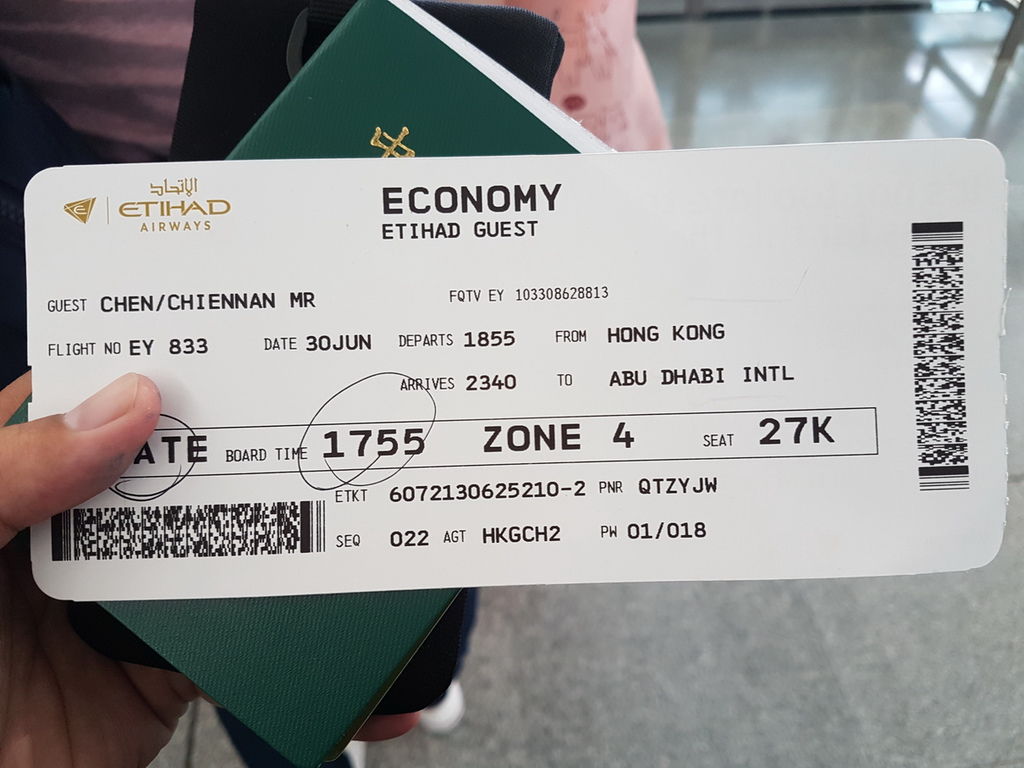 الإتحاد
ETIHAD
AIRWAYS
ECONOMY
ETIHAD GUEST
GUEST CHEN/CHIENNAN MR FQTV EY 103308628813
FLIGHT NO EY 833 DATE 30JUN DEPARTS 1855 FROM HONG KONG
ARRIVES 2340 TO ABU DHABI INTL
ATE BOARD TIME 1755 ZONE 4 SEAT 27K
ETKT 6072130625210-2 PNR QTZYJW
SEQ 022 AGT HKGCH2 PW 01/018